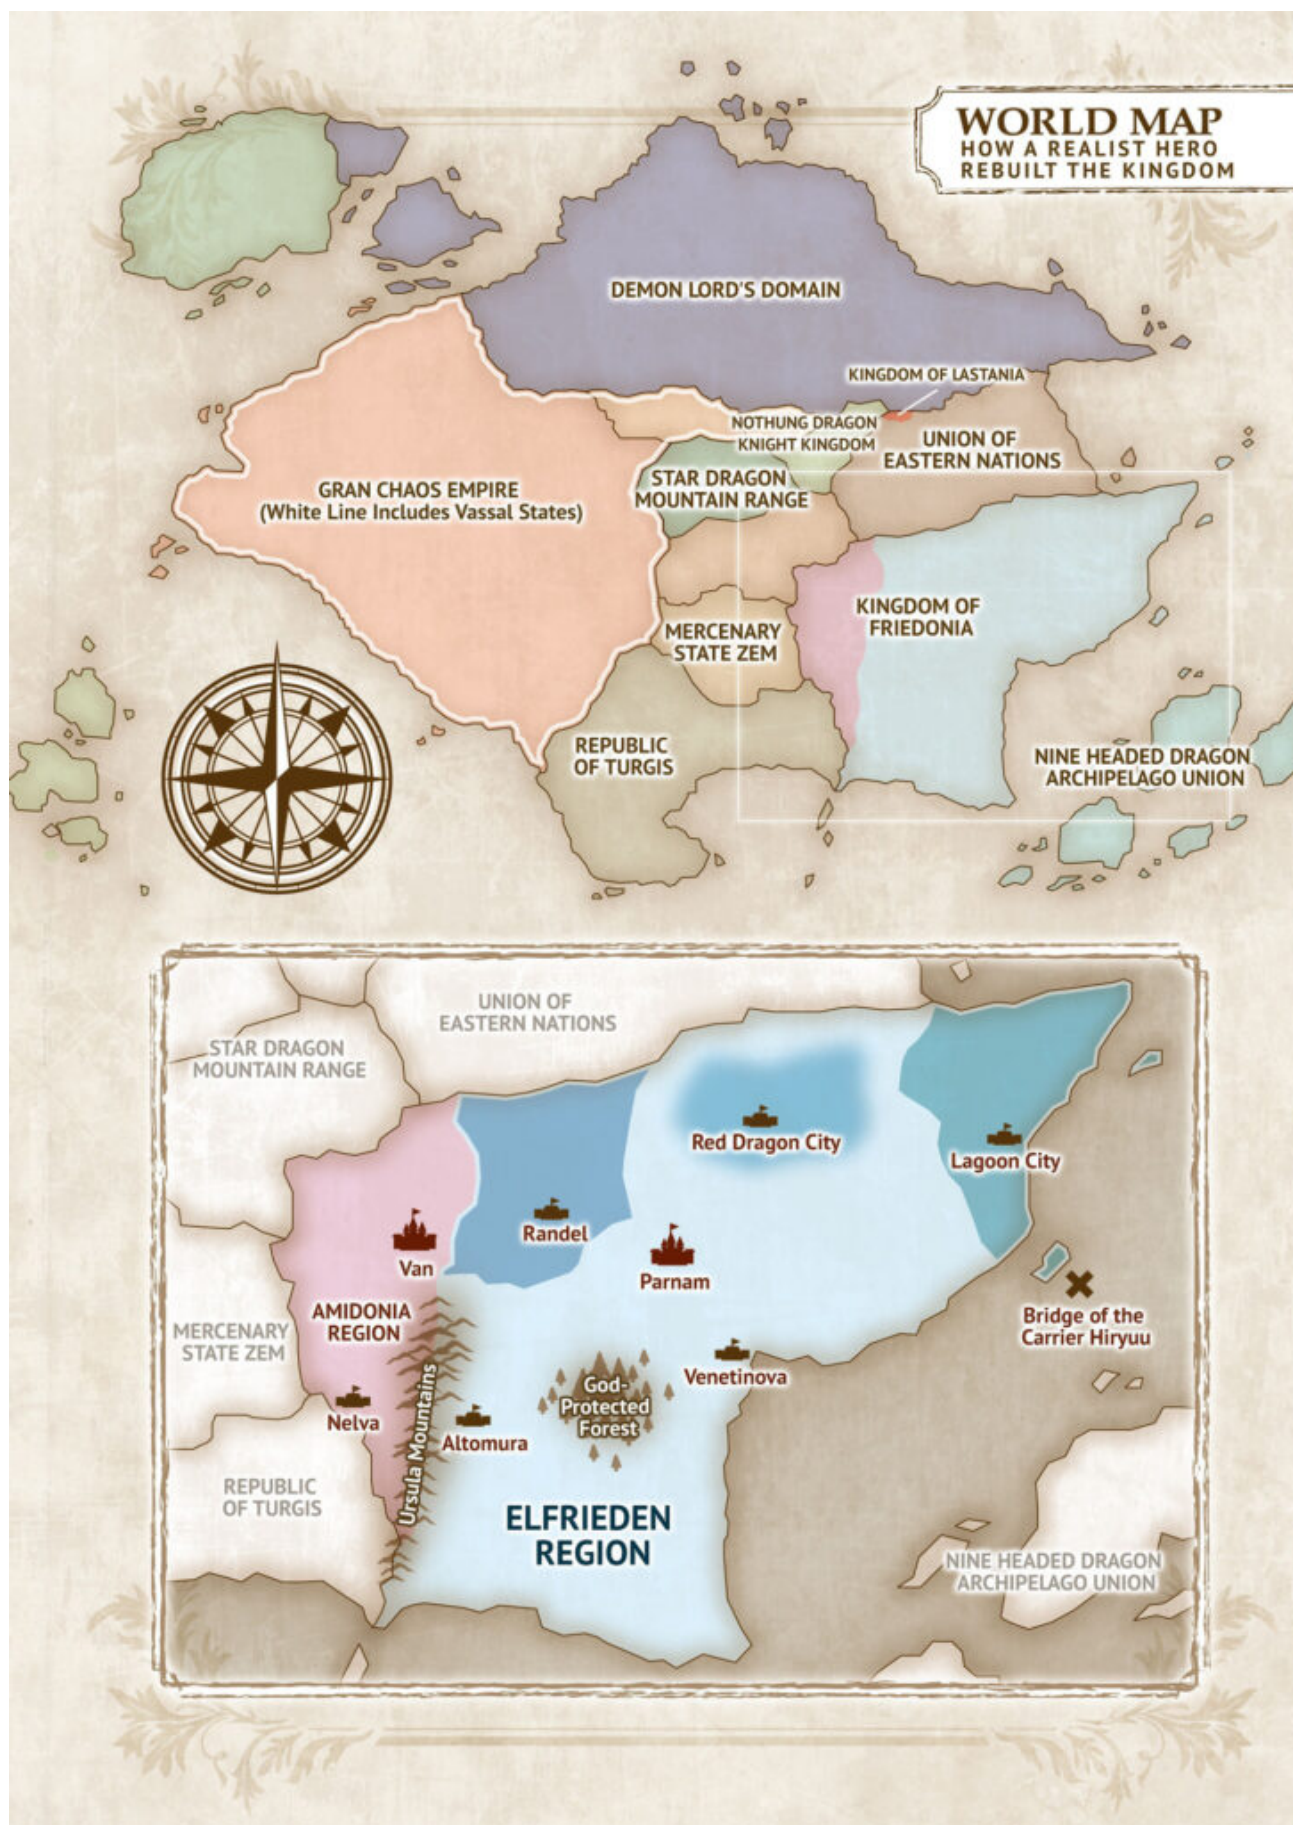 WORLD MAP
HOW A REALIST HERO
REBUILT THE KINGDOM
DEMON LORD'S DOMAIN
KINGDOM OF LASTANIA
NOTHUNG DRAGON
KNIGHT KINGDOM
UNION OF
EASTERN NATIONS
STAR DRAGON
MOUNTAIN RANGE
GRAN CHAOS EMPIRE
(White Line Includes Vassal States)
KINGDOM OF
FRIEDONIA
MERCENARY
STATE ZEM
REPUBLIC
OF TURGIS
NINE HEADED DRAGON
ARCHIPELAGO UNION
UNION OF
EASTERN NATIONS
STAR DRAGON
MOUNTAIN RANGE
Red Dragon City
Lagoon City
Randel
Van
Parnam
AMIDONIA
REGION
MERCENARY
STATE ZEM
Bridge of the
Carrier Hiryuu
Venetinova
God-
Protected
Forest
Nelva
Ursula Mountains
Altomura
REPUBLIC
OF TURGIS
ELFRIEDEN
REGION
NINE HEADED DRAGON
ARCHIPELAGO UNION